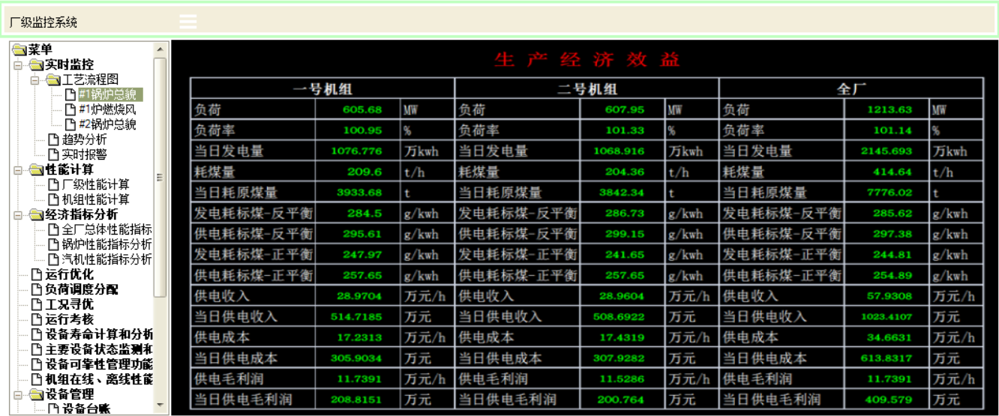 厂级监控系统
菜单
实时监控
工艺流程图
#1锅炉总貌
#1炉燃烧风
#2锅炉总貌
趋势分析
实时报警
性能计算
厂级性能计算
机组性能计算
经济指标分析
全厂总体性能指标
锅炉性能指标分析
汽机性能指标分析
运行优化
负荷调度分配
工况寻优
运行考核
设备寿命计算和分析
主要设备状态监测和
设备可靠性管理功能
机组在线、离线性能
设备管理
设备台账
生产经济效益
一号机组 二号机组 全厂
负荷 605.68 MW 负荷 607.95 MW 负荷 1213.63 MW
负荷率 100.95 % 负荷率 101.33 % 负荷率 101.14 %
当日发电量 1076.776 万kwh 当日发电量 1068.916 万kwh 当日发电量 2145.693 万kwh
耗煤量 209.6 t/h 耗煤量 204.36 t/h 耗煤量 414.64 t/h
当日耗原煤量 3933.68 t 当日耗原煤量 3842.34 t 当日耗原煤量 7776.02 t
发电耗标煤-反平衡 284.5 g/kwh 发电耗标煤-反平衡 286.73 g/kwh 发电耗标煤-反平衡 285.62 g/kwh
供电耗标煤-反平衡 295.61 g/kwh 供电耗标煤-反平衡 299.15 g/kwh 供电耗标煤-反平衡 297.38 g/kwh
发电耗标煤-正平衡 247.97 g/kwh 发电耗标煤-正平衡 241.65 g/kwh 发电耗标煤-正平衡 244.81 g/kwh
供电耗标煤-正平衡 257.65 g/kwh 供电耗标煤-正平衡 257.65 g/kwh 供电耗标煤-正平衡 254.89 g/kwh
供电收入 28.9704 万元/h 供电收入 28.9604 万元/h 供电收入 57.9308 万元/h
当日供电收入 514.7185 万元 当日供电收入 508.6922 万元 当日供电收入 1023.4107 万元
供电成本 17.2313 万元/h 供电成本 17.4319 万元/h 供电成本 34.6631 万元/h
当日供电成本 305.9034 万元 当日供电成本 307.9282 万元 当日供电成本 613.8317 万元
供电毛利润 11.7391 万元/h 供电毛利润 11.5286 万元/h 供电毛利润 11.7391 万元/h
当日供电毛利润 208.8151 万元 当日供电毛利润 200.764 万元 当日供电毛利润 409.579 万元